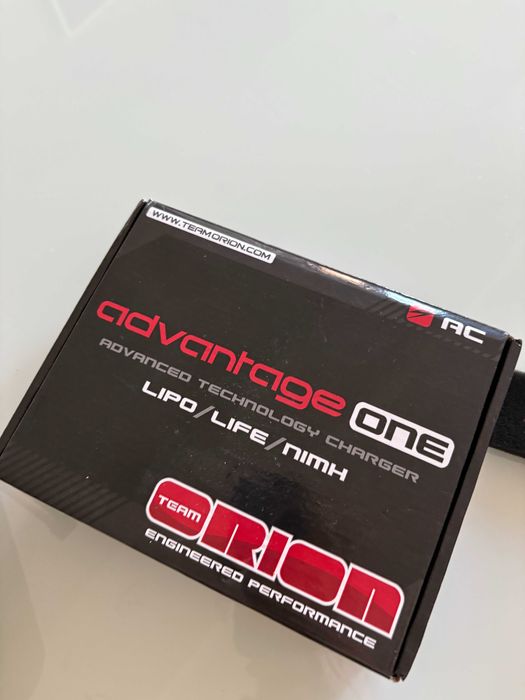 WWW.TEAMORION.COM
AC
advantage ONE
ADVANCED TECHNOLOGY CHARGER
LIPO/LIFE/NIMH
TEAM
ORION
ENGINEERED PERFORMANCE